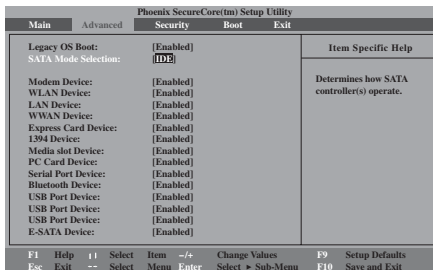 Phoenix SecureCore(tm) Setup Utility
Main Advanced Security Boot Exit
Legacy OS Boot: [Enabled]
SATA Mode Selection: [IDE]
Modem Device: [Enabled]
WLAN Device: [Enabled]
LAN Device: [Enabled]
WWAN Device: [Enabled]
Express Card Device: [Enabled]
1394 Device: [Enabled]
Media slot Device: [Enabled]
PC Card Device: [Enabled]
Serial Port Device: [Enabled]
Bluetooth Device: [Enabled]
USB Port Device: [Enabled]
USB Port Device: [Enabled]
USB Port Device: [Enabled]
E-SATA Device: [Enabled]
Item Specific Help
Determines how SATA
controller(s) operate.
F1 Help ↑↓ Select Item -/+ Change Values F9 Setup Defaults
Esc Exit ←→ Select Menu Enter Select ► Sub-Menu F10 Save and Exit